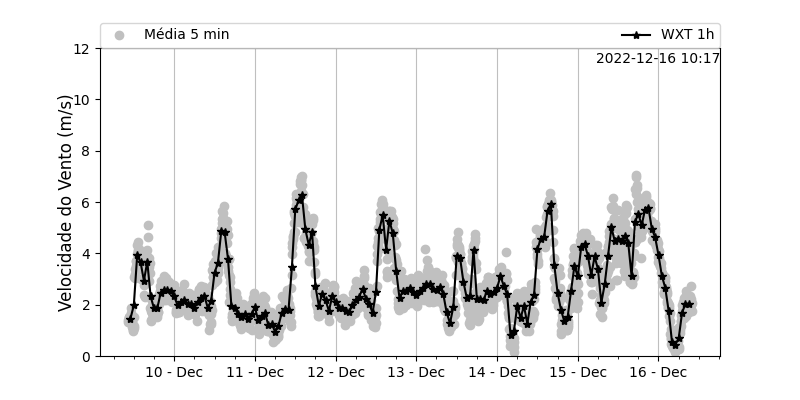 Média 5 min
WXT 1h
2022-12-16 10:17
Velocidade do Vento (m/s)
12
10
8
6
4
2
0
10 - Dec
11 - Dec
12 - Dec
13 - Dec
14 - Dec
15 - Dec
16 - Dec